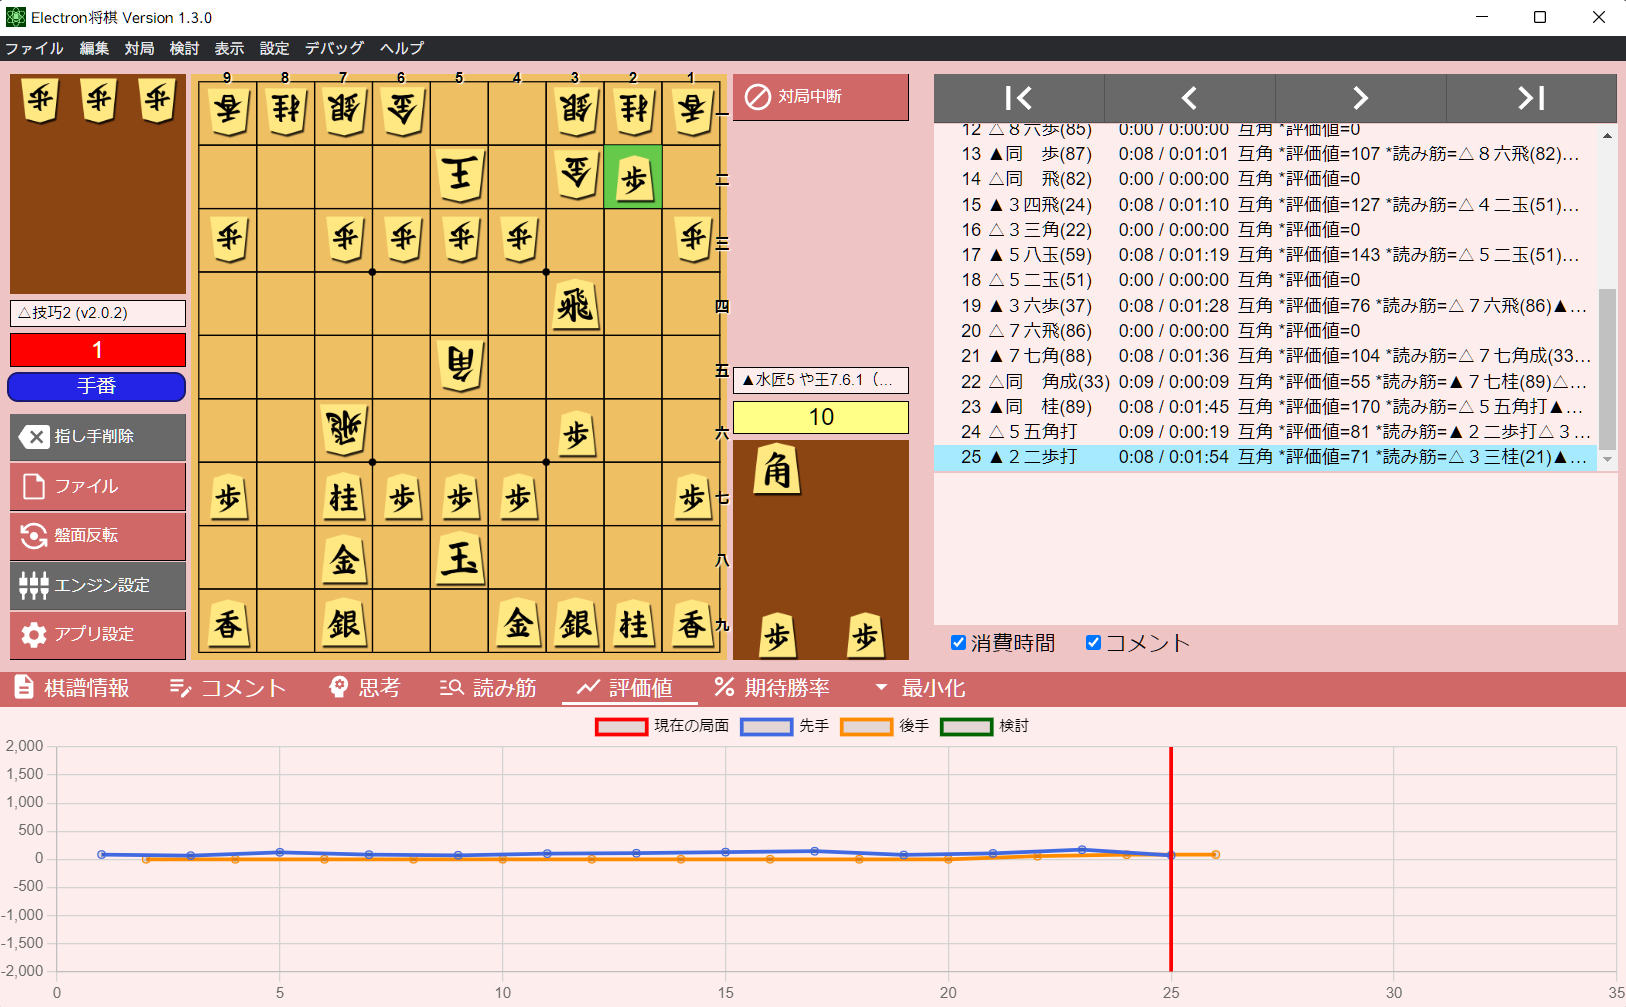 Electron将棋 Version 1.3.0
ファイル 編集 対局 検討 表示 設定 デバッグ ヘルプ
歩 歩 歩
△技巧2 (v2.0.2)
1
手番
指し手削除
ファイル
盤面反転
エンジン設定
アプリ設定
9 8 7 6 5 4 3 2 1
香 桂 銀 金 銀 桂 香 一
王 金 歩 二
歩 歩 歩 歩 歩 歩 三
飛 四
角 五
飛 歩 六
歩 桂 歩 歩 歩 歩 七
金 玉 八
香 銀 金 銀 桂 香 九
対局中断
▲水匠5 や王7.6.1（…
10
角
歩 歩
12 △８六歩(85) 0:00 / 0:00:00 互角 *評価値=0
13 ▲同　歩(87) 0:08 / 0:01:01 互角 *評価値=107 *読み筋=△８六飛(82)…
14 △同　飛(82) 0:00 / 0:00:00 互角 *評価値=0
15 ▲３四飛(24) 0:08 / 0:01:10 互角 *評価値=127 *読み筋=△４二玉(51)…
16 △３三角(22) 0:00 / 0:00:00 互角 *評価値=0
17 ▲５八玉(59) 0:08 / 0:01:19 互角 *評価値=143 *読み筋=△５二玉(51)…
18 △５二玉(51) 0:00 / 0:00:00 互角 *評価値=0
19 ▲３六歩(37) 0:08 / 0:01:28 互角 *評価値=76 *読み筋=△７六飛(86)▲…
20 △７六飛(86) 0:00 / 0:00:00 互角 *評価値=0
21 ▲７七角(88) 0:08 / 0:01:36 互角 *評価値=104 *読み筋=△７七角成(33…
22 △同　角成(33) 0:09 / 0:00:09 互角 *評価値=55 *読み筋=▲７七桂(89)△…
23 ▲同　桂(89) 0:08 / 0:01:45 互角 *評価値=170 *読み筋=△５五角打▲…
24 △５五角打 0:09 / 0:00:19 互角 *評価値=81 *読み筋=▲２二歩打△３…
25 ▲２二歩打 0:08 / 0:01:54 互角 *評価値=71 *読み筋=△３三桂(21)▲…
消費時間 コメント
棋譜情報 コメント 思考 読み筋 評価値 期待勝率 最小化
現在の局面 先手 後手 検討
2,000
1,500
1,000
500
0
-500
-1,000
-1,500
-2,000
0 5 10 15 20 25 30 35